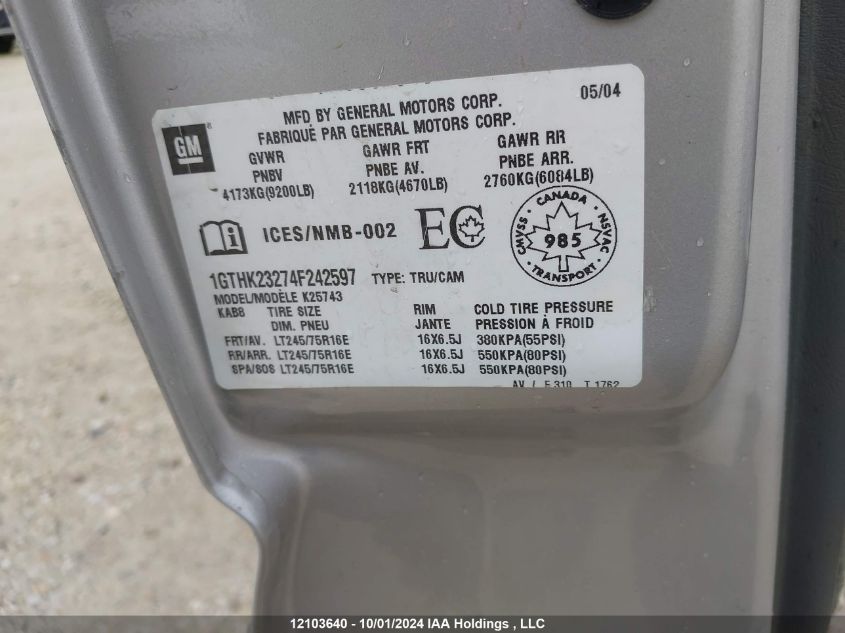 MFD BY GENERAL MOTORS CORP. 05/04
FABRIQUÉ PAR GENERAL MOTORS CORP.
GM
GVWR GAWR FRT GAWR RR
PNBV PNBE AV. PNBE ARR.
4173KG(9200LB) 2118KG(4670LB) 2760KG(6084LB)
i ICES/NMB-002 EC
CANADA
CMVSS 985 NSVAC
TRANSPORT
1GTHK23274F242597 TYPE: TRU/CAM
MODEL/MODÈLE K25743
KAB8 TIRE SIZE RIM COLD TIRE PRESSURE
DIM. PNEU JANTE PRESSION À FROID
FRT/AV. LT245/75R16E 16X6.5J 380KPA(55PSI)
RR/ARR. LT245/75R16E 16X6.5J 550KPA(80PSI)
SPA/SOS LT245/75R16E 16X6.5J 550KPA(80PSI)
T 1762
12103640 - 10/01/2024 IAA Holdings , LLC